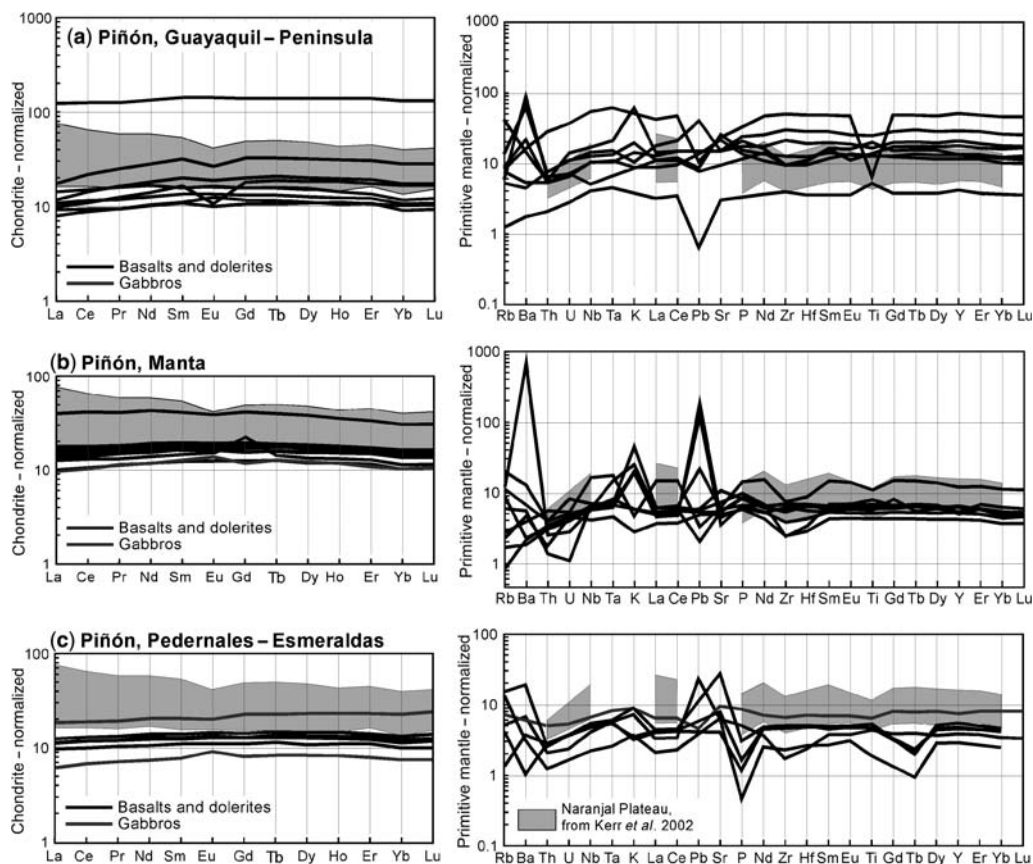 (a) Piñón, Guayaquil–Peninsula
Chondrite - normalized
1000
100
10
1
Basalts and dolerites
Gabbros
La Ce Pr Nd Sm Eu Gd Tb Dy Ho Er Yb Lu
Primitive mantle – normalized
1000
100
10
1
0.1
Rb Ba Th U Nb Ta K La Ce Pb Sr P Nd Zr Hf Sm Eu Ti Gd Tb Dy Y Er Yb Lu
(b) Piñón, Manta
Chondrite - normalized
100
10
1
Basalts and dolerites
Gabbros
La Ce Pr Nd Sm Eu Gd Tb Dy Ho Er Yb Lu
Primitive mantle – normalized
1000
100
10
1
Rb Ba Th U Nb Ta K La Ce Pb Sr P Nd Zr Hf Sm Eu Ti Gd Tb Dy Y Er Yb Lu
(c) Piñón, Pedernales–Esmeraldas
Chondrite - normalized
100
10
1
Basalts and dolerites
Gabbros
La Ce Pr Nd Sm Eu Gd Tb Dy Ho Er Yb Lu
Primitive mantle – normalized
100
10
1
0.1
Naranjal Plateau,
from Kerr et al. 2002
Rb Ba Th U Nb Ta K La Ce Pb Sr P Nd Zr Hf Sm Eu Ti Gd Tb Dy Y Er Yb Lu